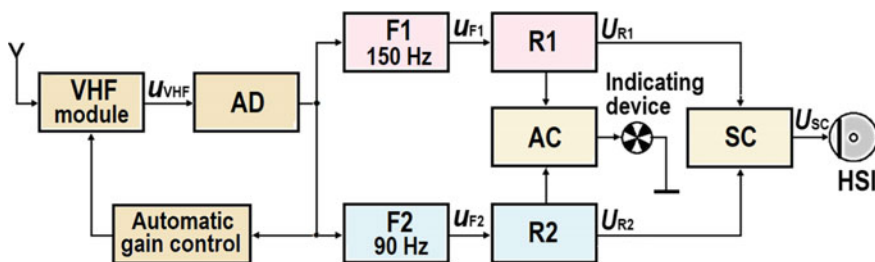 F1
150 Hz
uF1
R1
UR1
VHF
module
uVHF
AD
Indicating
device
AC
SC
USC
HSI
Automatic
gain control
F2
90 Hz
uF2
R2
UR2